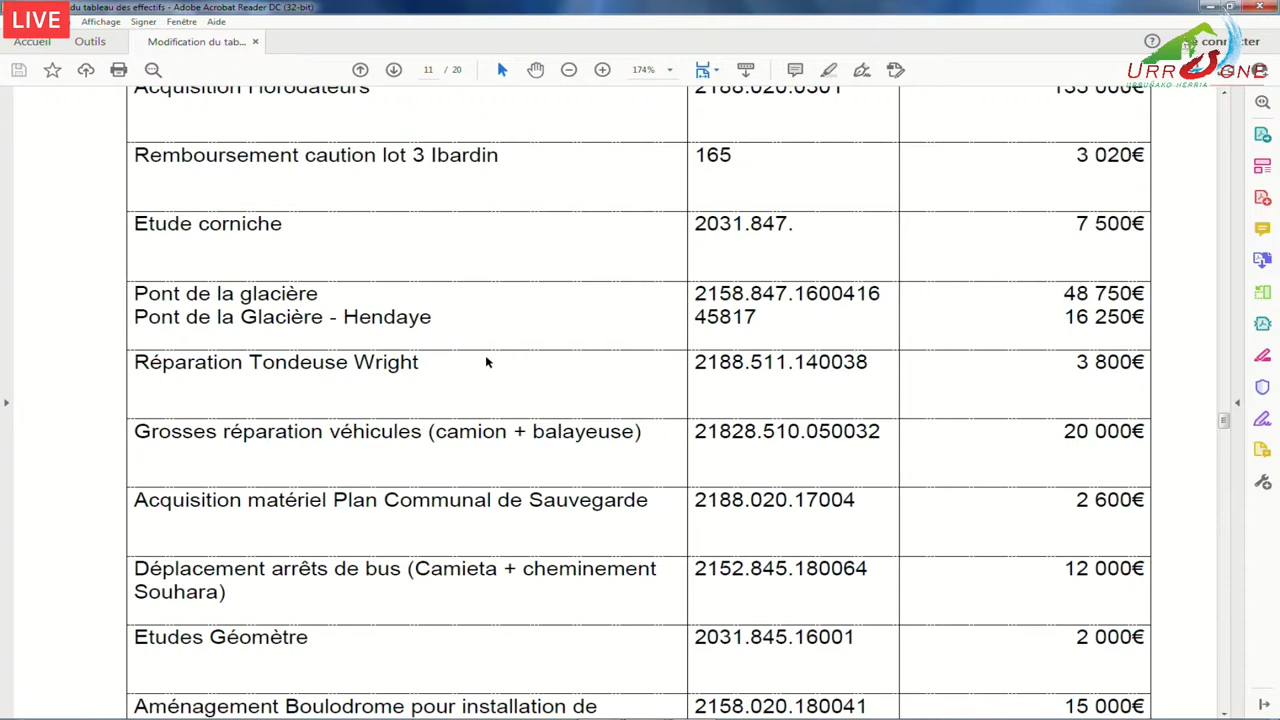 LIVE
du tableau des effectifs - Adobe Acrobat Reader DC (32-bit)
Affichage Signer Fenêtre Aide
Accueil Outils Modification du tab... ×
11 / 20 174%
URROGNE
URRUÑAKO HERRIA
Acquisition Horodateurs 2188.020.0301 135 000€
Remboursement caution lot 3 Ibardin 165 3 020€
Etude corniche 2031.847. 7 500€
Pont de la glacière 2158.847.1600416 48 750€
Pont de la Glacière - Hendaye 45817 16 250€
Réparation Tondeuse Wright 2188.511.140038 3 800€
Grosses réparation véhicules (camion + balayeuse) 21828.510.050032 20 000€
Acquisition matériel Plan Communal de Sauvegarde 2188.020.17004 2 600€
Déplacement arrêts de bus (Camieta + cheminement 2152.845.180064 12 000€
Souhara)
Etudes Géomètre 2031.845.16001 2 000€
Aménagement Boulodrome pour installation de 2158.020.180041 15 000€